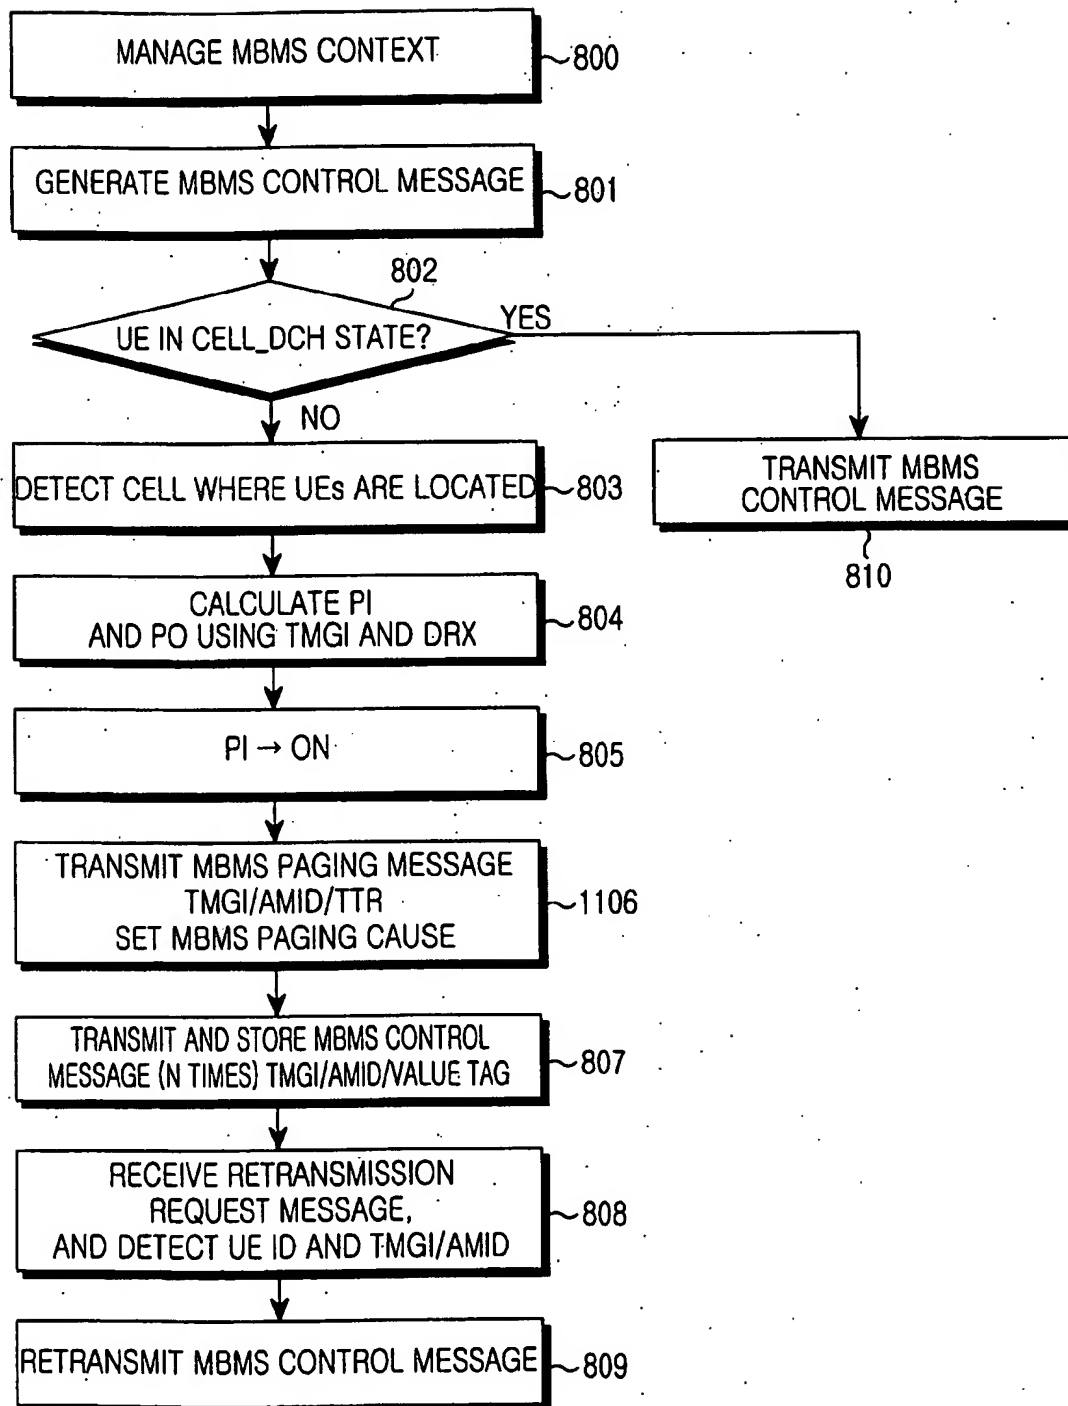 MANAGE MBMS CONTEXT
800
GENERATE MBMS CONTROL MESSAGE
801
802
UE IN CELL_DCH STATE?
YES
NO
DETECT CELL WHERE UEs ARE LOCATED
803
TRANSMIT MBMS
CONTROL MESSAGE
810
CALCULATE PI
AND PO USING TMGI AND DRX
804
PI → ON
805
TRANSMIT MBMS PAGING MESSAGE
TMGI/AMID/TTR
SET MBMS PAGING CAUSE
1106
TRANSMIT AND STORE MBMS CONTROL
MESSAGE (N TIMES) TMGI/AMID/VALUE TAG
807
RECEIVE RETRANSMISSION
REQUEST MESSAGE,
AND DETECT UE ID AND TMGI/AMID
808
RETRANSMIT MBMS CONTROL MESSAGE
809